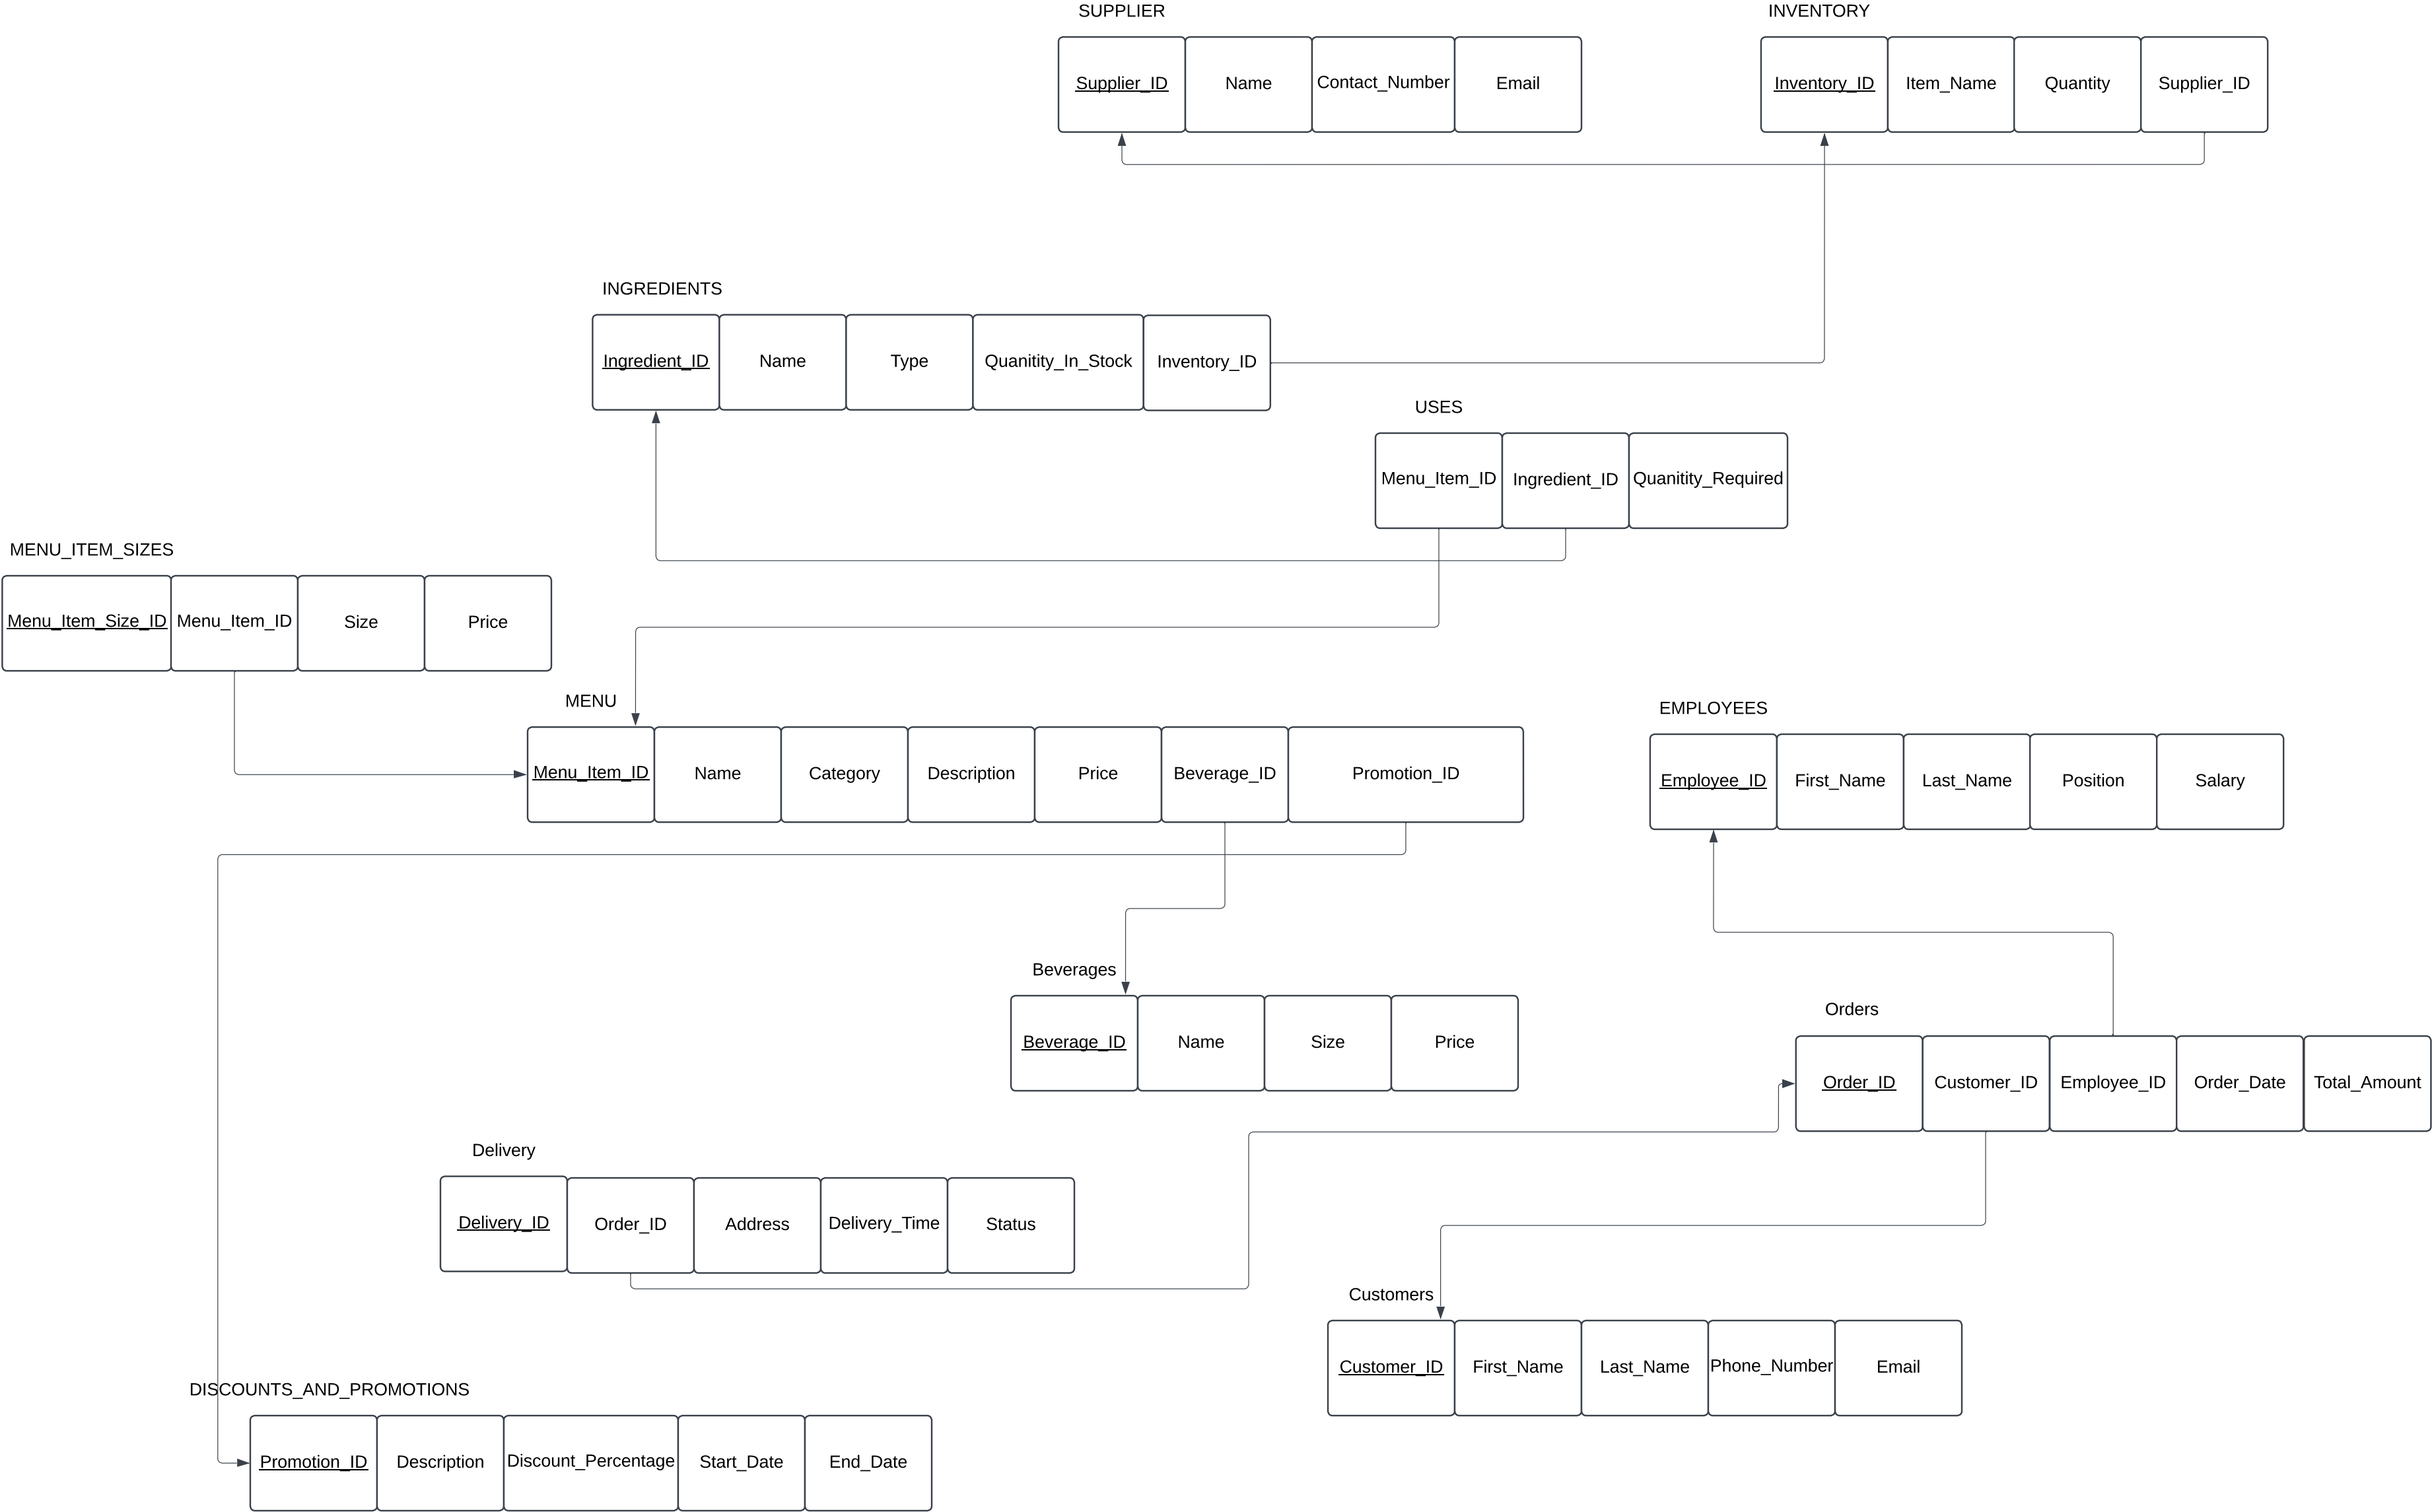 SUPPLIER
Supplier_ID Name Contact_Number Email
INVENTORY
Inventory_ID Item_Name Quantity Supplier_ID
INGREDIENTS
Ingredient_ID Name Type Quanitity_In_Stock Inventory_ID
USES
Menu_Item_ID Ingredient_ID Quanitity_Required
MENU_ITEM_SIZES
Menu_Item_Size_ID Menu_Item_ID Size Price
MENU
Menu_Item_ID Name Category Description Price Beverage_ID Promotion_ID
EMPLOYEES
Employee_ID First_Name Last_Name Position Salary
Beverages
Beverage_ID Name Size Price
Orders
Order_ID Customer_ID Employee_ID Order_Date Total_Amount
Delivery
Delivery_ID Order_ID Address Delivery_Time Status
Customers
Customer_ID First_Name Last_Name Phone_Number Email
DISCOUNTS_AND_PROMOTIONS
Promotion_ID Description Discount_Percentage Start_Date End_Date